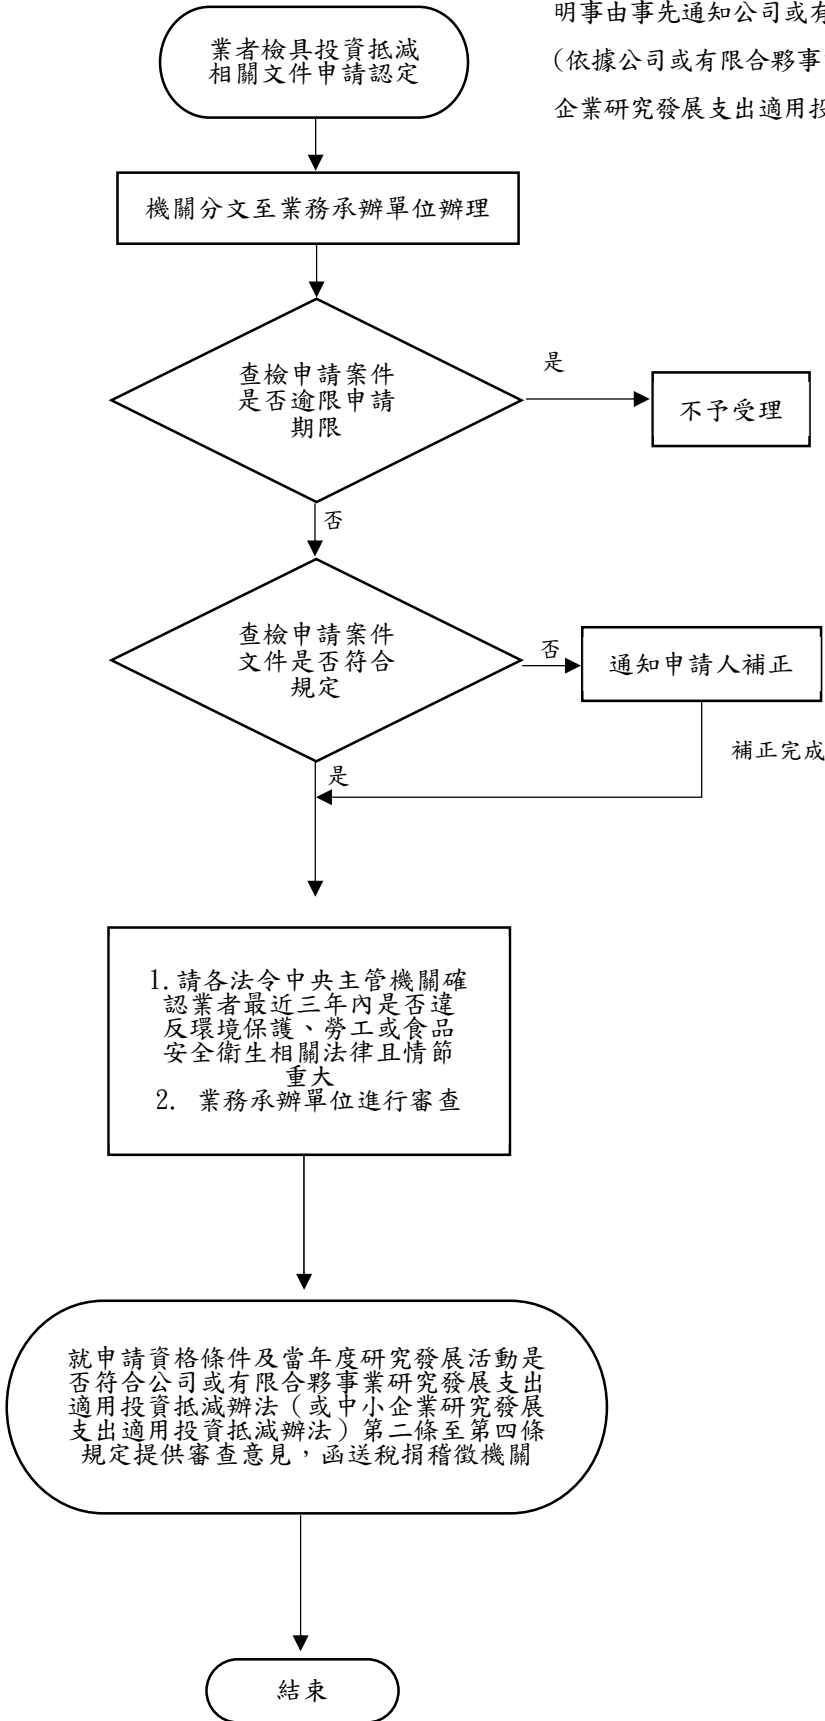 明事由事先通知公司或有
(依據公司或有限合夥事
企業研究發展支出適用投
業者檢具投資抵減
相關文件申請認定
機關分文至業務承辦單位辦理
查檢申請案件
是否逾限申請
期限
是
不予受理
否
查檢申請案件
文件是否符合
規定
否
通知申請人補正
補正完成
是
1.請各法令中央主管機關確
認業者最近三年內是否違
反環境保護、勞工或食品
安全衛生相關法律且情節
重大
2. 業務承辦單位進行審查
就申請資格條件及當年度研究發展活動是
否符合公司或有限合夥事業研究發展支出
適用投資抵減辦法（或中小企業研究發展
支出適用投資抵減辦法）第二條至第四條
規定提供審查意見，函送稅捐稽徵機關
結束